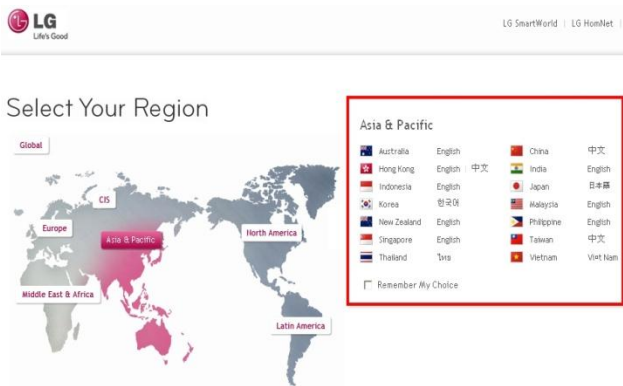 LG
Life's Good
LG SmartWorld | LG HomNet |
Select Your Region
Global
CIS
Europe
Asia & Pacific
North America
Middle East & Africa
Latin America
Asia & Pacific
Australia English
China 中文
Hong Kong English | 中文
India English
Indonesia English
Japan 日本語
Korea 한국어
Malaysia English
New Zealand English
Philippine English
Singapore English
Taiwan 中文
Thailand ไทย
Vietnam Việt Nam
Remember My Choice